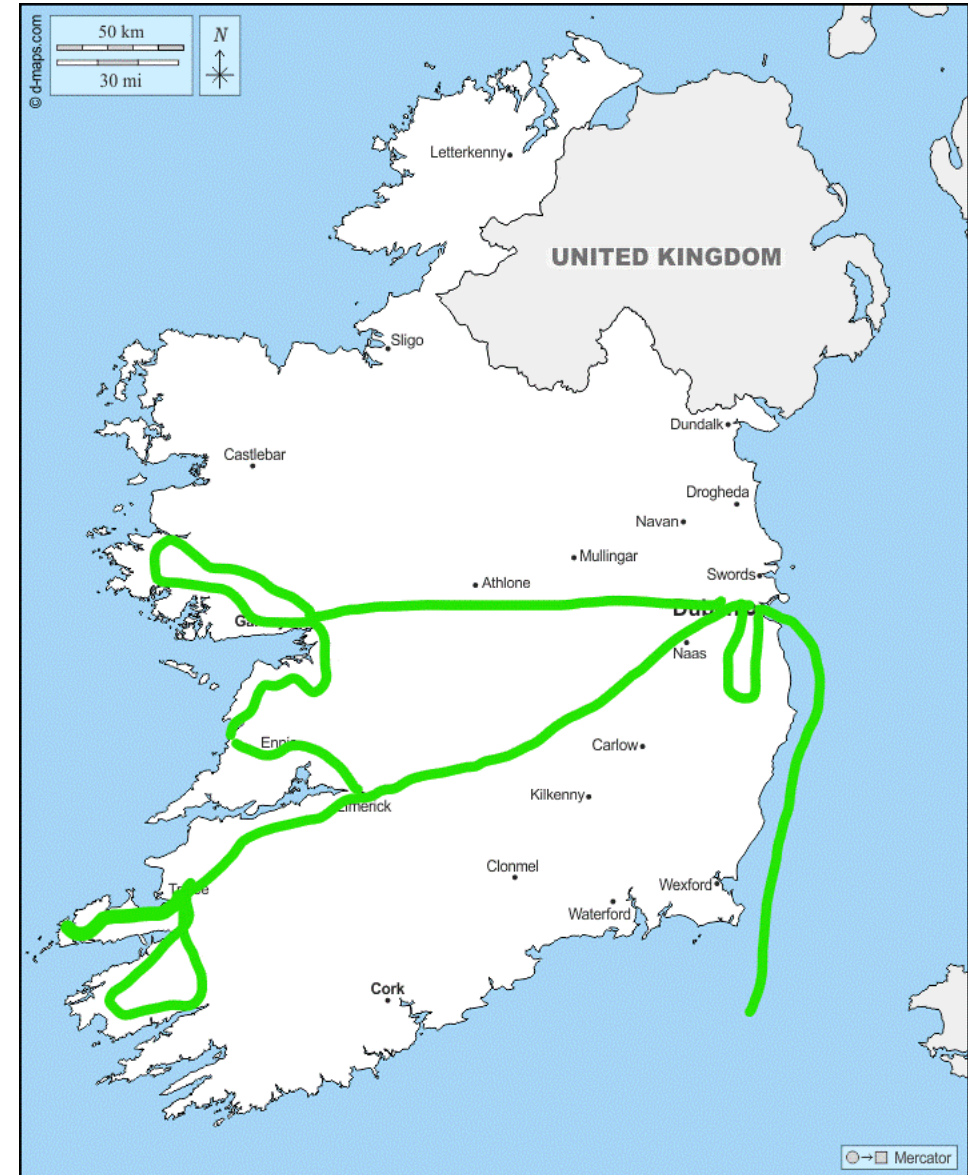 © d-maps.com
50 km
30 mi
N
Letterkenny
UNITED KINGDOM
Sligo
Dundalk
Castlebar
Drogheda
Navan
Mullingar
Athlone
Swords
Naas
Carlow
Kilkenny
Limerick
Clonmel
Wexford
Waterford
Cork
Mercator